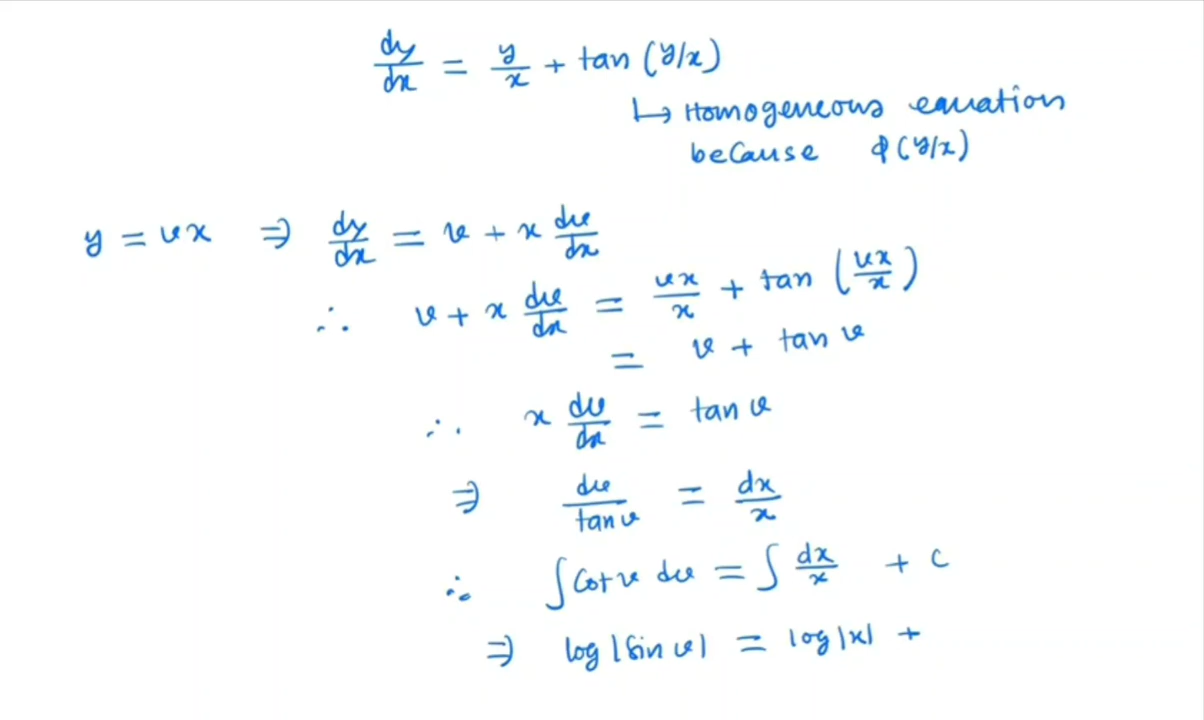 dy/dx = y/x + tan (y/x)
↳ Homogeneous equation
because φ(y/x)
y = vx ⇒ dy/dx = v + x dv/dx
∴ v + x dv/dx = vx/x + tan (vx/x)
= v + tan v
∴ x dv/dx = tan v
⇒ dv/tan v = dx/x
∴ ∫ Cot v dv = ∫ dx/x + C
⇒ log |Sin v| = log |x| +